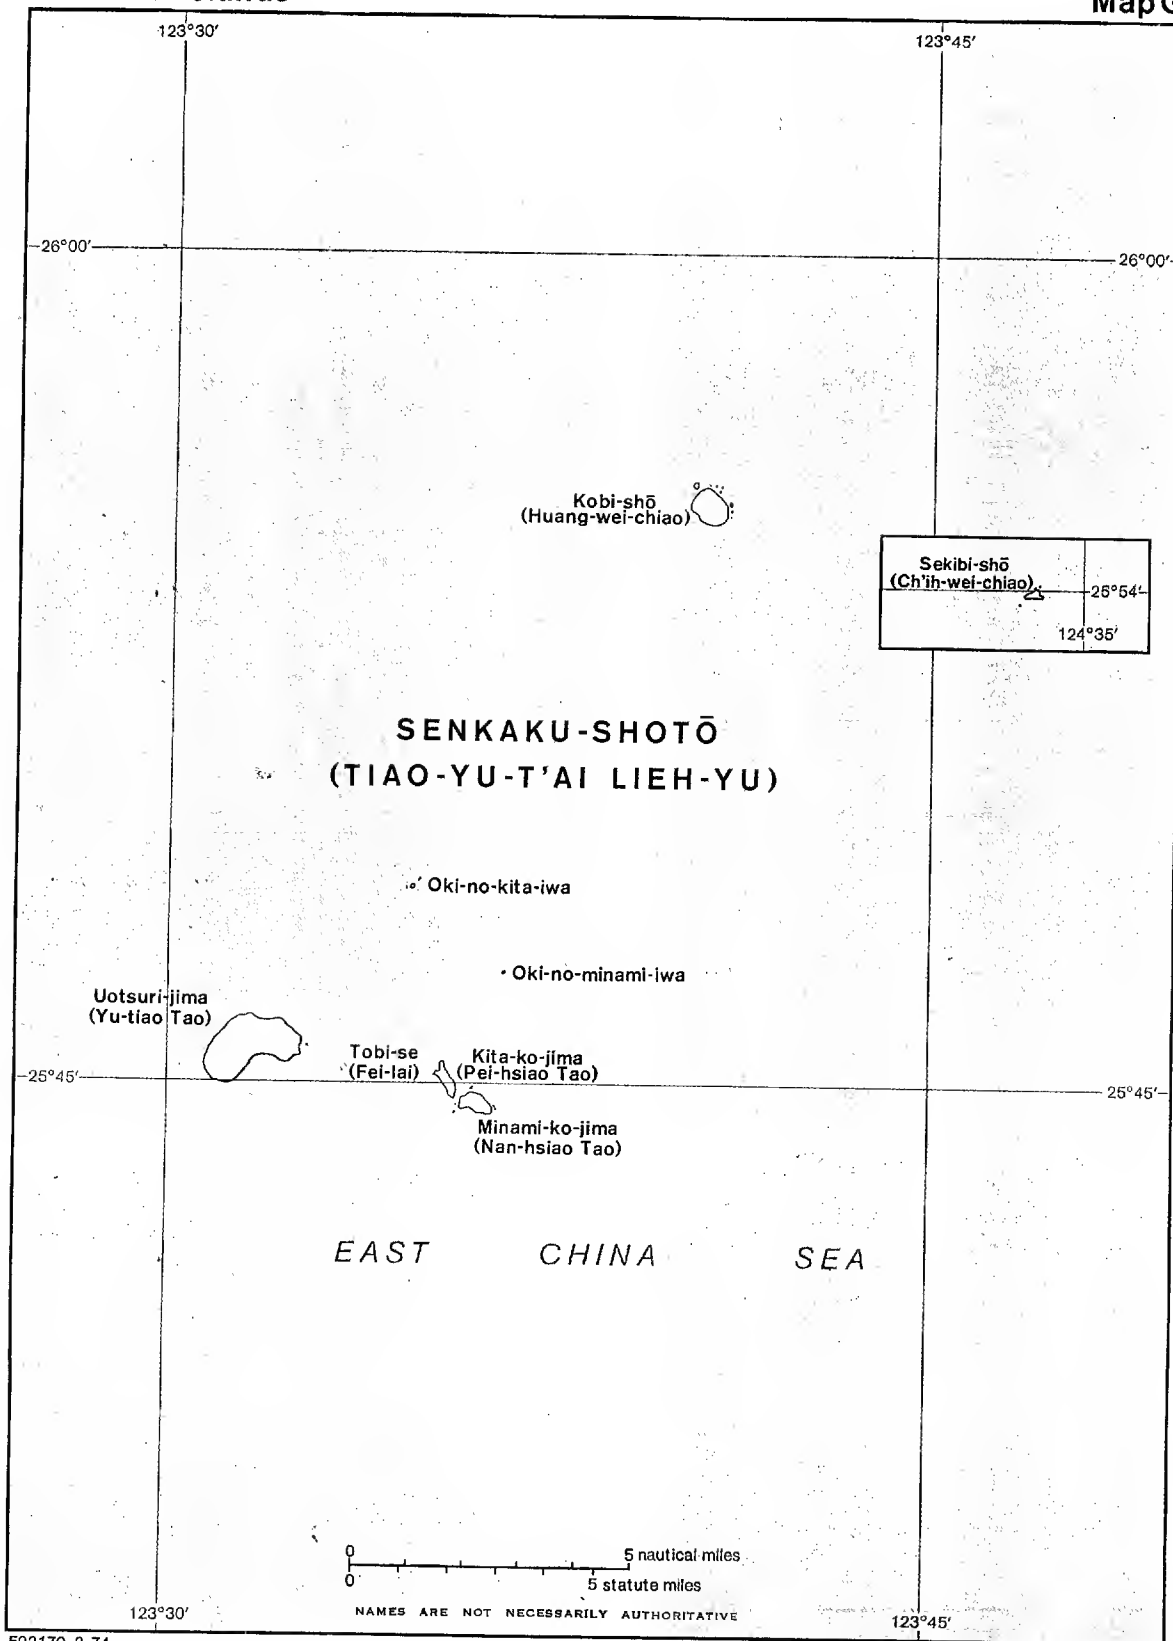 Map
123°30′
123°45′
26°00′
26°00′
Kobi-shō
(Huang-wei-chiao)
Sekibi-shō
(Ch'ih-wei-chiao)
25°54′
124°35′
SENKAKU-SHOTŌ
(TIAO-YU-T'AI LIEH-YU)
Oki-no-kita-iwa
Oki-no-minami-iwa
Uotsuri-jima
(Yu-tiao Tao)
Tobi-se
(Fei-lai)
Kita-ko-jima
(Pei-hsiao Tao)
25°45′
25°45′
Minami-ko-jima
(Nan-hsiao Tao)
EAST CHINA SEA
0 5 nautical miles
0 5 statute miles
NAMES ARE NOT NECESSARILY AUTHORITATIVE
123°30′
123°45′